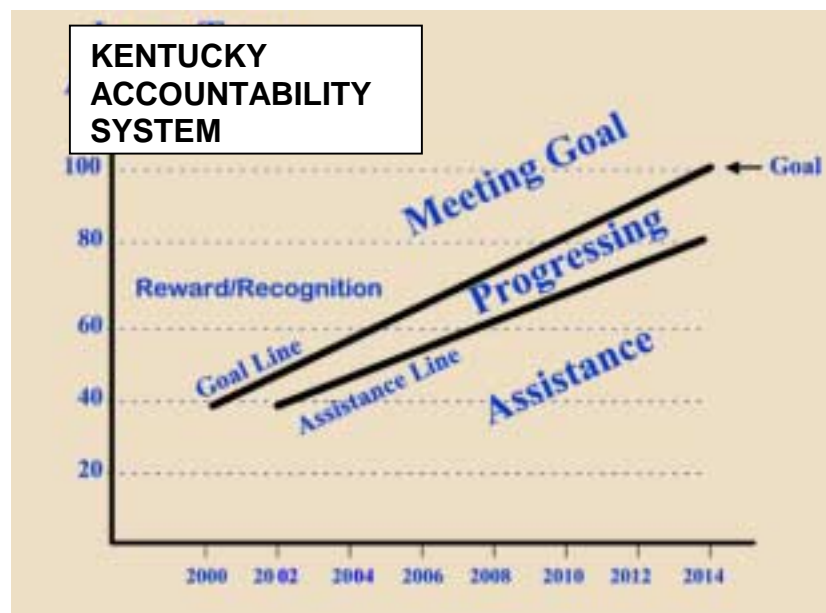 KENTUCKY
ACCOUNTABILITY
SYSTEM
100
Meeting Goal
Goal
80
Progressing
Reward/Recognition
60
Goal Line
Assistance Line
Assistance
40
20
2000 2002 2004 2006 2008 2010 2012 2014